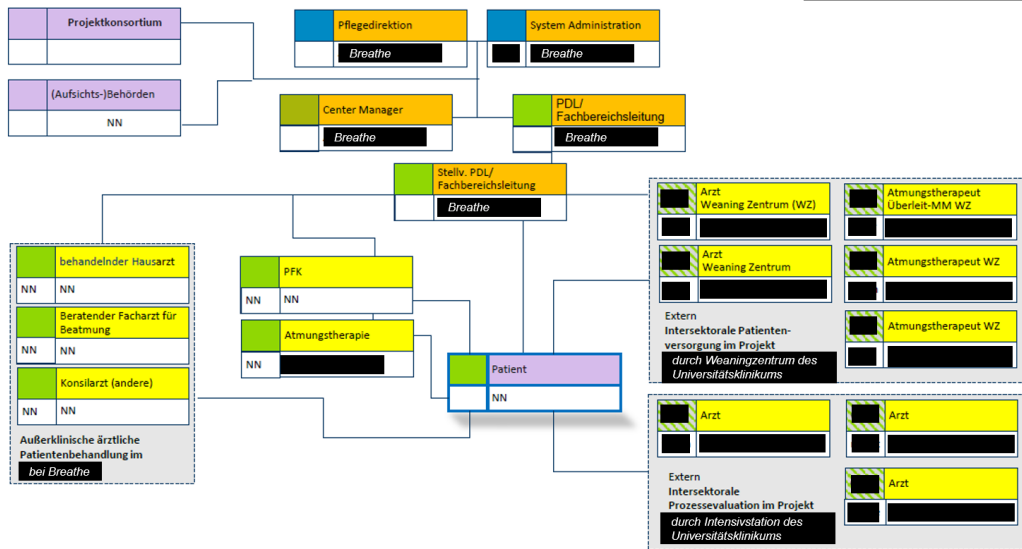 Projektkonsortium
(Aufsichts-)Behörden
NN
Pflegedirektion
Breathe
System Administration
Breathe
Center Manager
Breathe
PDL/
Fachbereichsleitung
Breathe
Stellv. PDL/
Fachbereichsleitung
Breathe
behandelnder Hausarzt
NN NN
Beratender Facharzt für
Beatmung
NN NN
Konsilarzt (andere)
NN NN
Außerklinische ärztliche
Patientenbehandlung im
bei Breathe
PFK
NN NN
Atmungstherapie
NN
Patient
NN
Arzt
Weaning Zentrum (WZ)
Atmungstherapeut
Überleit-MM WZ
Arzt
Weaning Zentrum
Atmungstherapeut WZ
Atmungstherapeut WZ
Extern
Intersektorale Patienten-
versorgung im Projekt
durch Weaningzentrum des
Universitätsklinikums
Arzt
Arzt
Arzt
Extern
Intersektorale
Prozessevaluation im Projekt
durch Intensivstation des
Universitätsklinikums